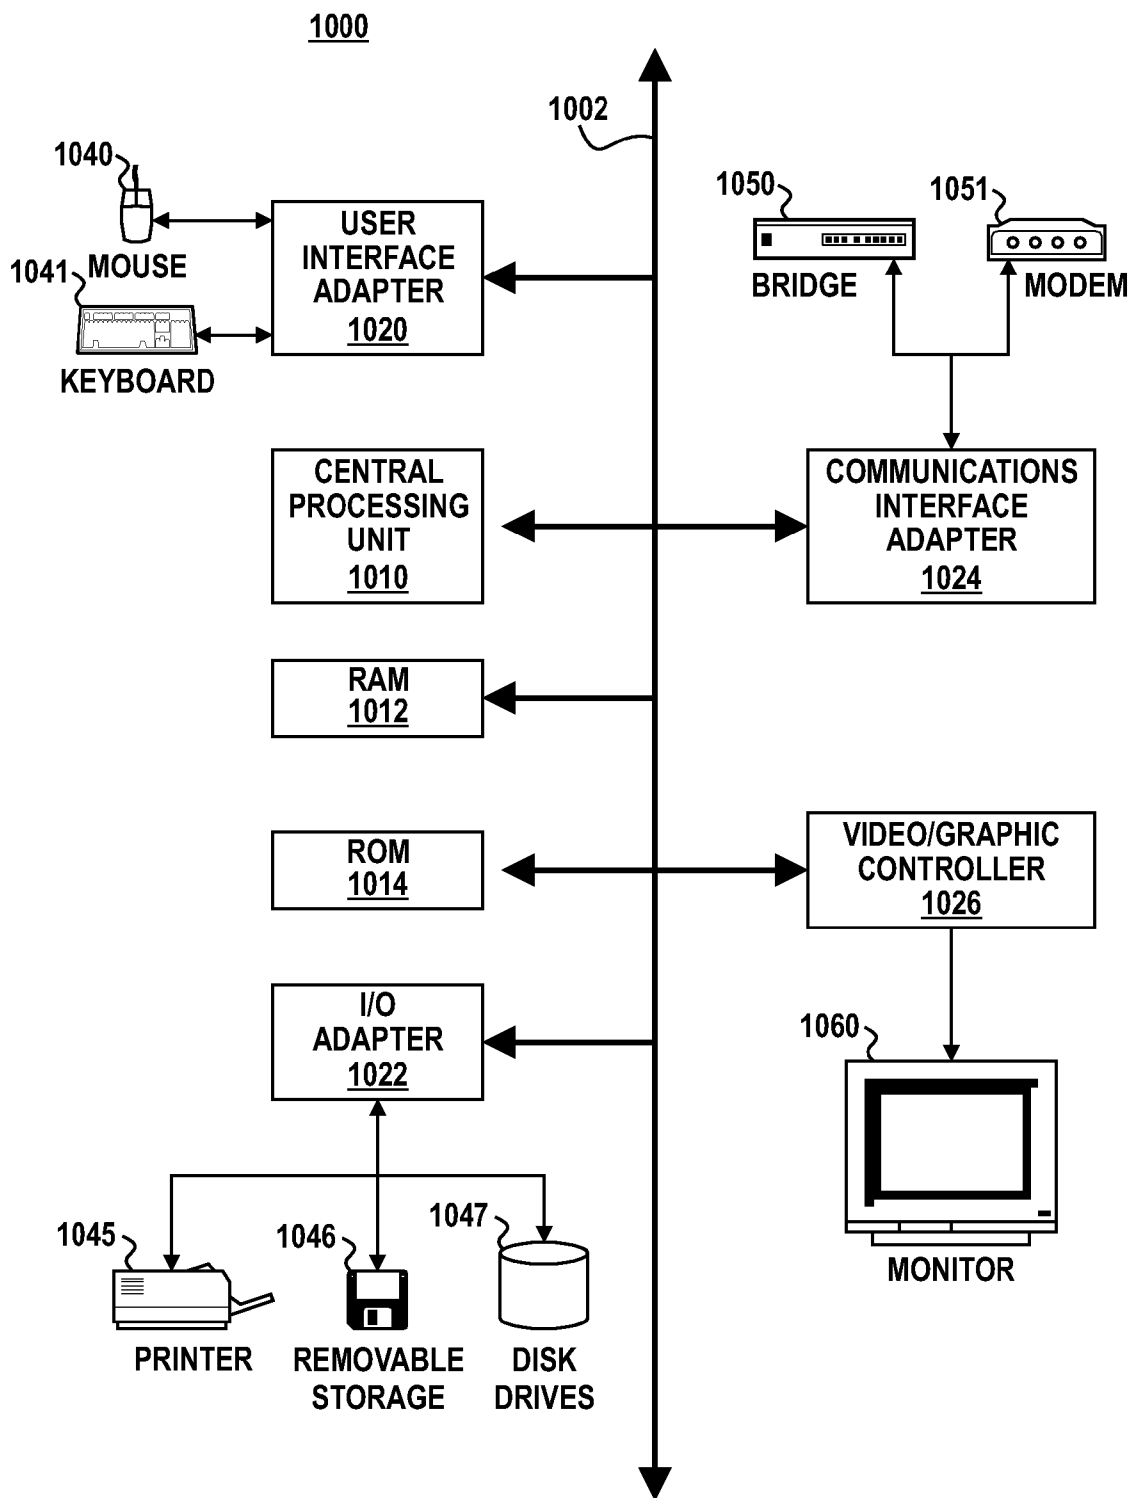 1000
1002
1040
MOUSE
1041
KEYBOARD
USER
INTERFACE
ADAPTER
1020
1050
BRIDGE
1051
MODEM
CENTRAL
PROCESSING
UNIT
1010
COMMUNICATIONS
INTERFACE
ADAPTER
1024
RAM
1012
ROM
1014
VIDEO/GRAPHIC
CONTROLLER
1026
I/O
ADAPTER
1022
1060
MONITOR
1045
PRINTER
1046
REMOVABLE
STORAGE
1047
DISK
DRIVES